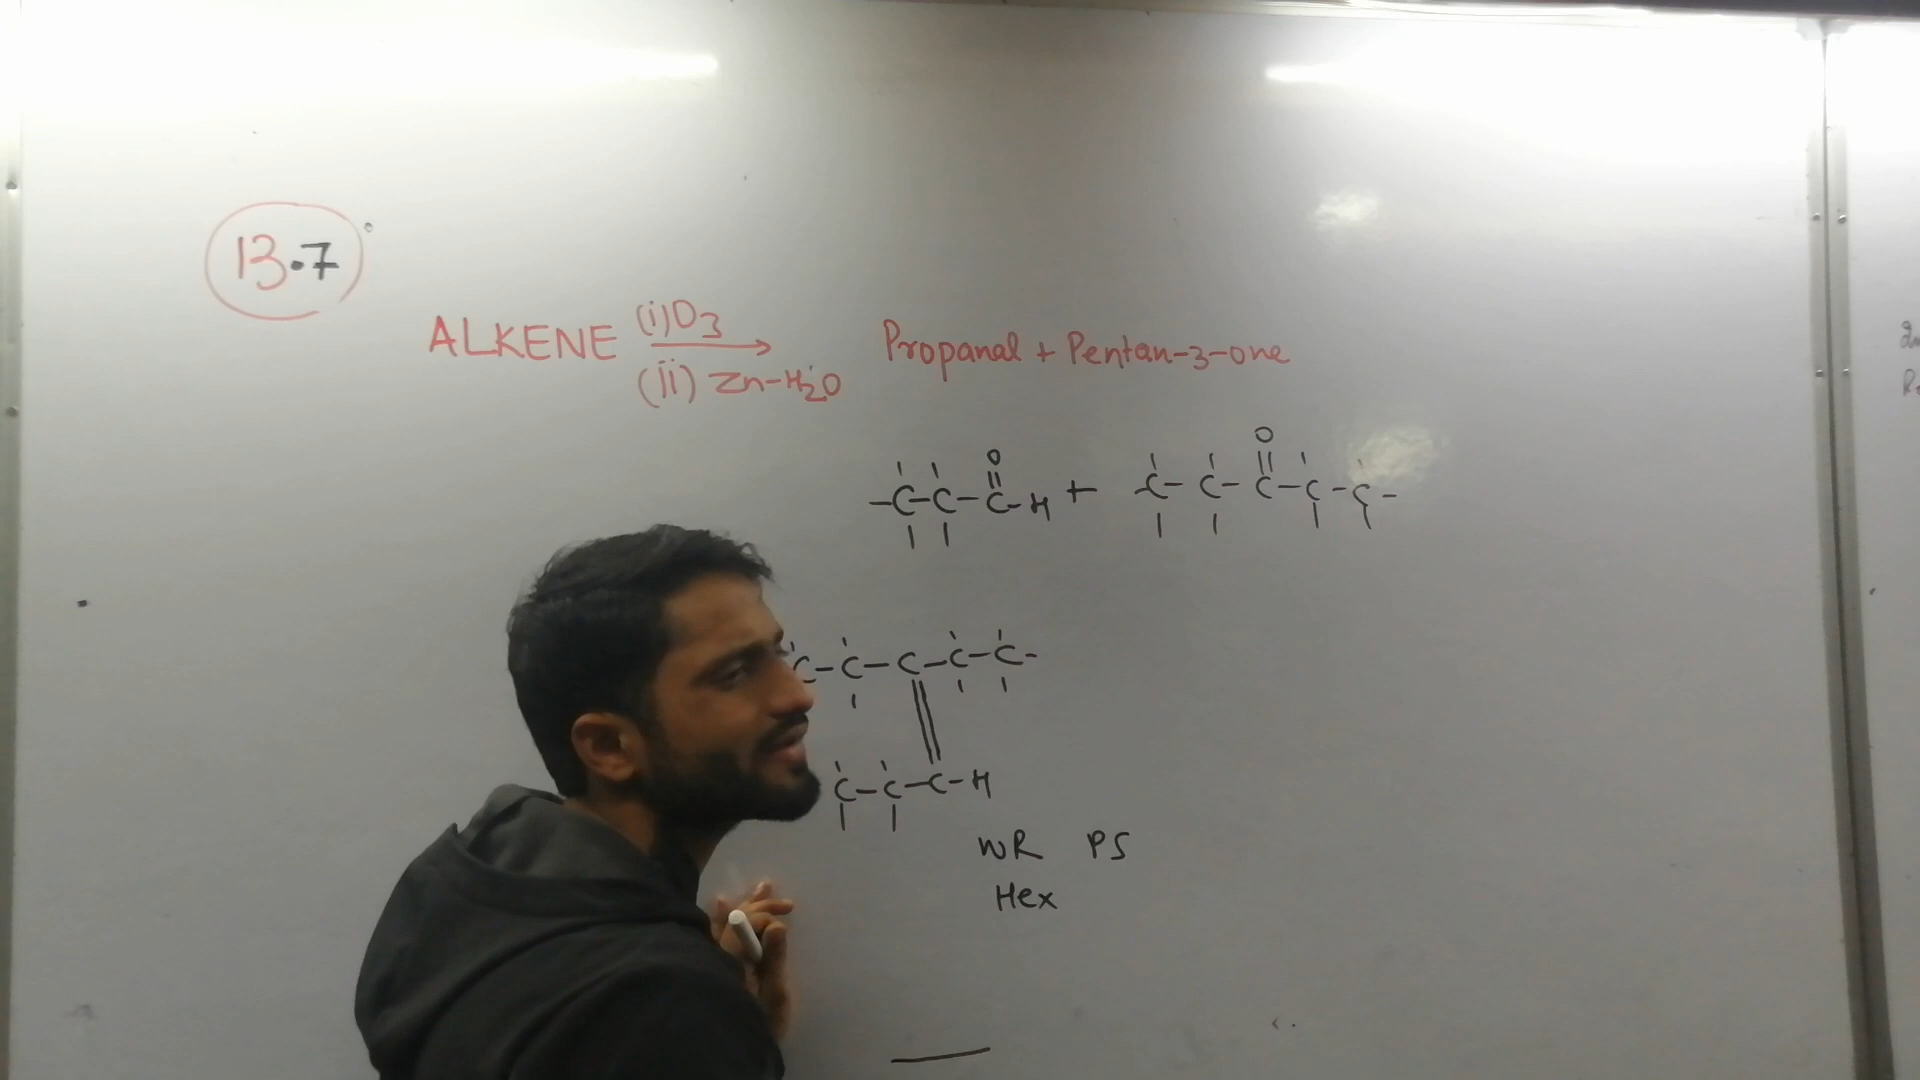 13.7
ALKENE (i) O3 (ii) Zn-H2O → Propanal + Pentan-3-one
O O
-C-C-C-H + -C-C-C-C-C-
C-C-C-C-C-
C-C-C-H
WR PS
Hex